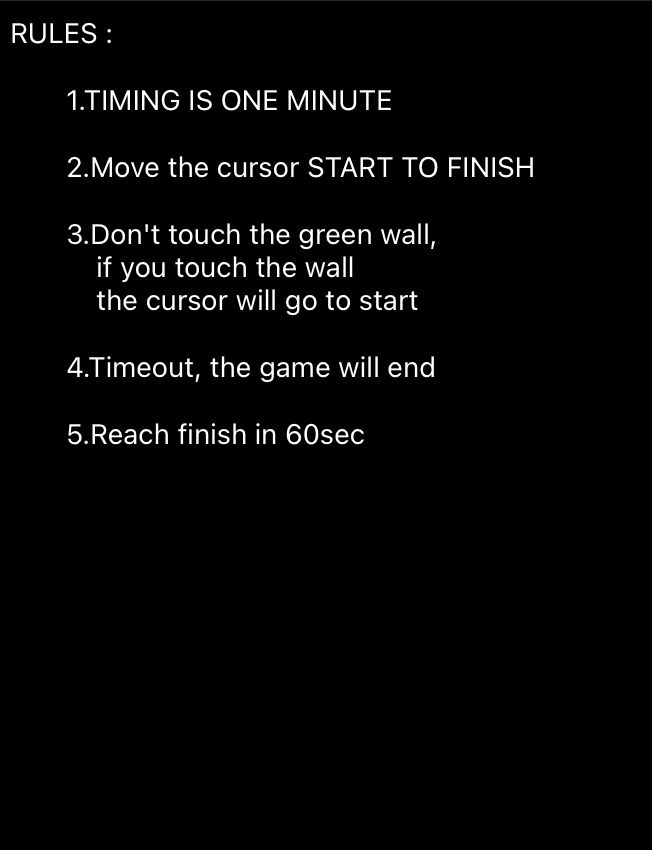 RULES :
1.TIMING IS ONE MINUTE
2.Move the cursor START TO FINISH
3.Don't touch the green wall,
if you touch the wall
the cursor will go to start
4.Timeout, the game will end
5.Reach finish in 60sec